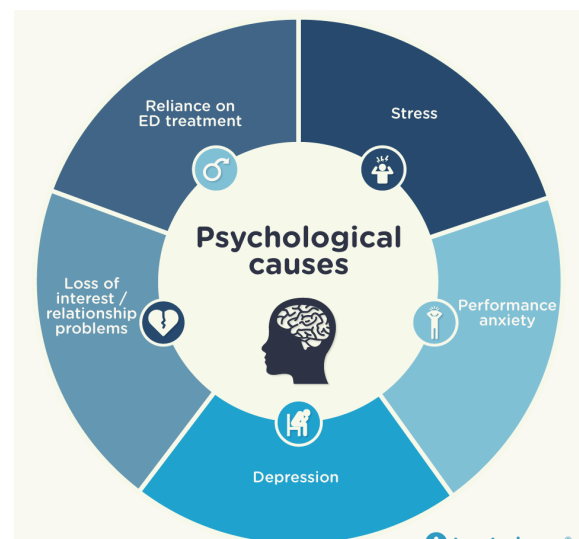 Reliance on
ED treatment
Stress
Psychological
causes
Loss of
interest /
relationship
problems
Performance
anxiety
Depression